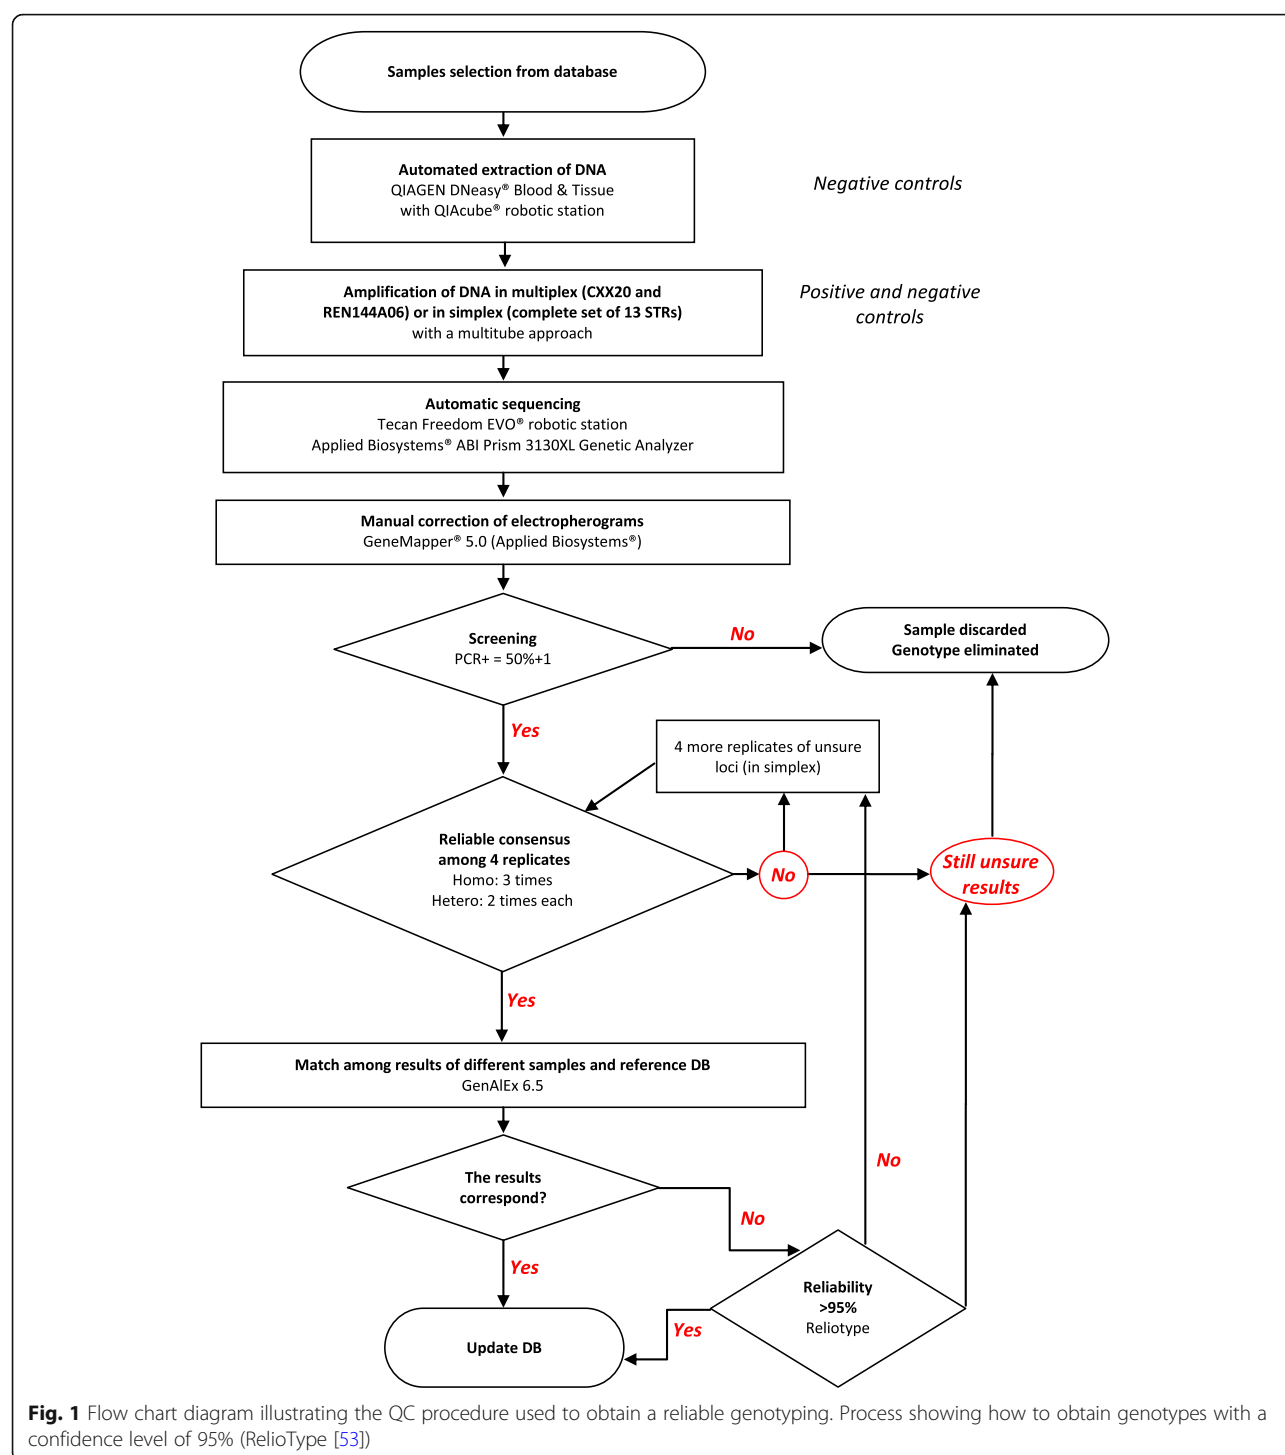 Samples selection from database
Automated extraction of DNA
QIAGEN DNeasy® Blood & Tissue
with QIAcube® robotic station
Negative controls
Amplification of DNA in multiplex (CXX20 and
REN144A06) or in simplex (complete set of 13 STRs)
with a multitube approach
Positive and negative
controls
Automatic sequencing
Tecan Freedom EVO® robotic station
Applied Biosystems® ABI Prism 3130XL Genetic Analyzer
Manual correction of electropherograms
GeneMapper® 5.0 (Applied Biosystems®)
Screening
PCR+ = 50%+1
No
Sample discarded
Genotype eliminated
Yes
4 more replicates of unsure
loci (in simplex)
Reliable consensus
among 4 replicates
Homo: 3 times
Hetero: 2 times each
No
Still unsure
results
Yes
Match among results of different samples and reference DB
GenAlEx 6.5
The results
correspond?
No
No
Yes
Reliability
>95%
Reliotype
Yes
Update DB
Fig. 1 Flow chart diagram illustrating the QC procedure used to obtain a reliable genotyping. Process showing how to obtain genotypes with a
confidence level of 95% (RelioType [53])